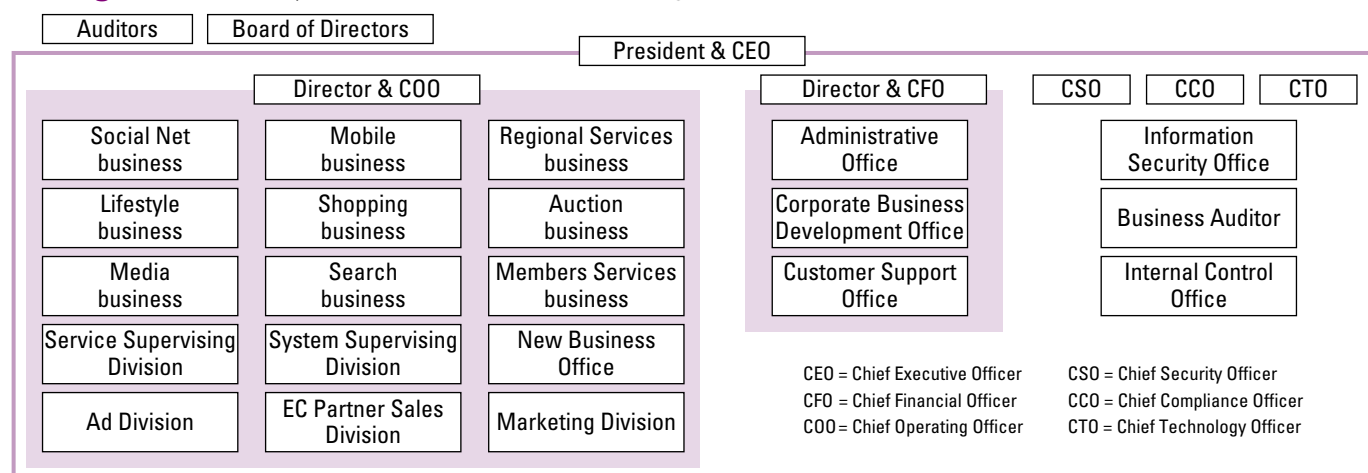 Auditors
Board of Directors
President & CEO
Director & COO
Director & CFO
CSO
CCO
CTO
Social Net
business
Mobile
business
Regional Services
business
Administrative
Office
Information
Security Office
Lifestyle
business
Shopping
business
Auction
business
Corporate Business
Development Office
Business Auditor
Media
business
Search
business
Members Services
business
Customer Support
Office
Internal Control
Office
Service Supervising
Division
System Supervising
Division
New Business
Office
Ad Division
EC Partner Sales
Division
Marketing Division
CEO = Chief Executive Officer
CSO = Chief Security Officer
CFO = Chief Financial Officer
CCO = Chief Compliance Officer
COO = Chief Operating Officer
CTO = Chief Technology Officer